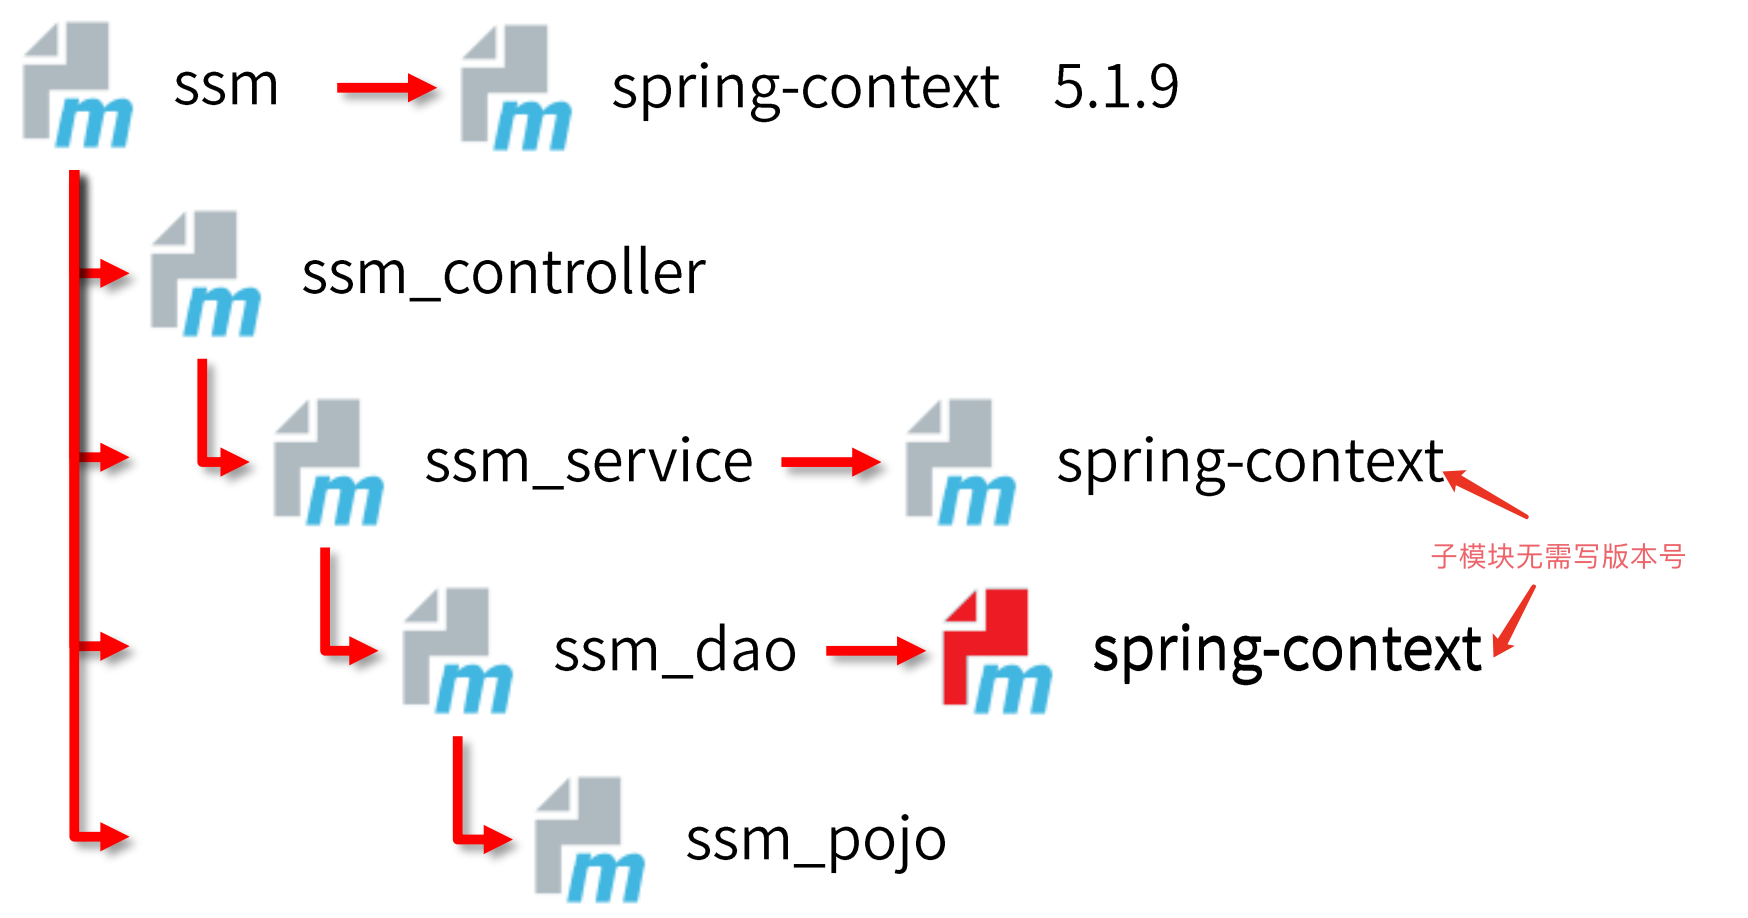 m ssm m spring-context 5.1.9
m ssm_controller
m ssm_service m spring-context
子模块无需写版本号
m ssm_dao m spring-context
m ssm_pojo